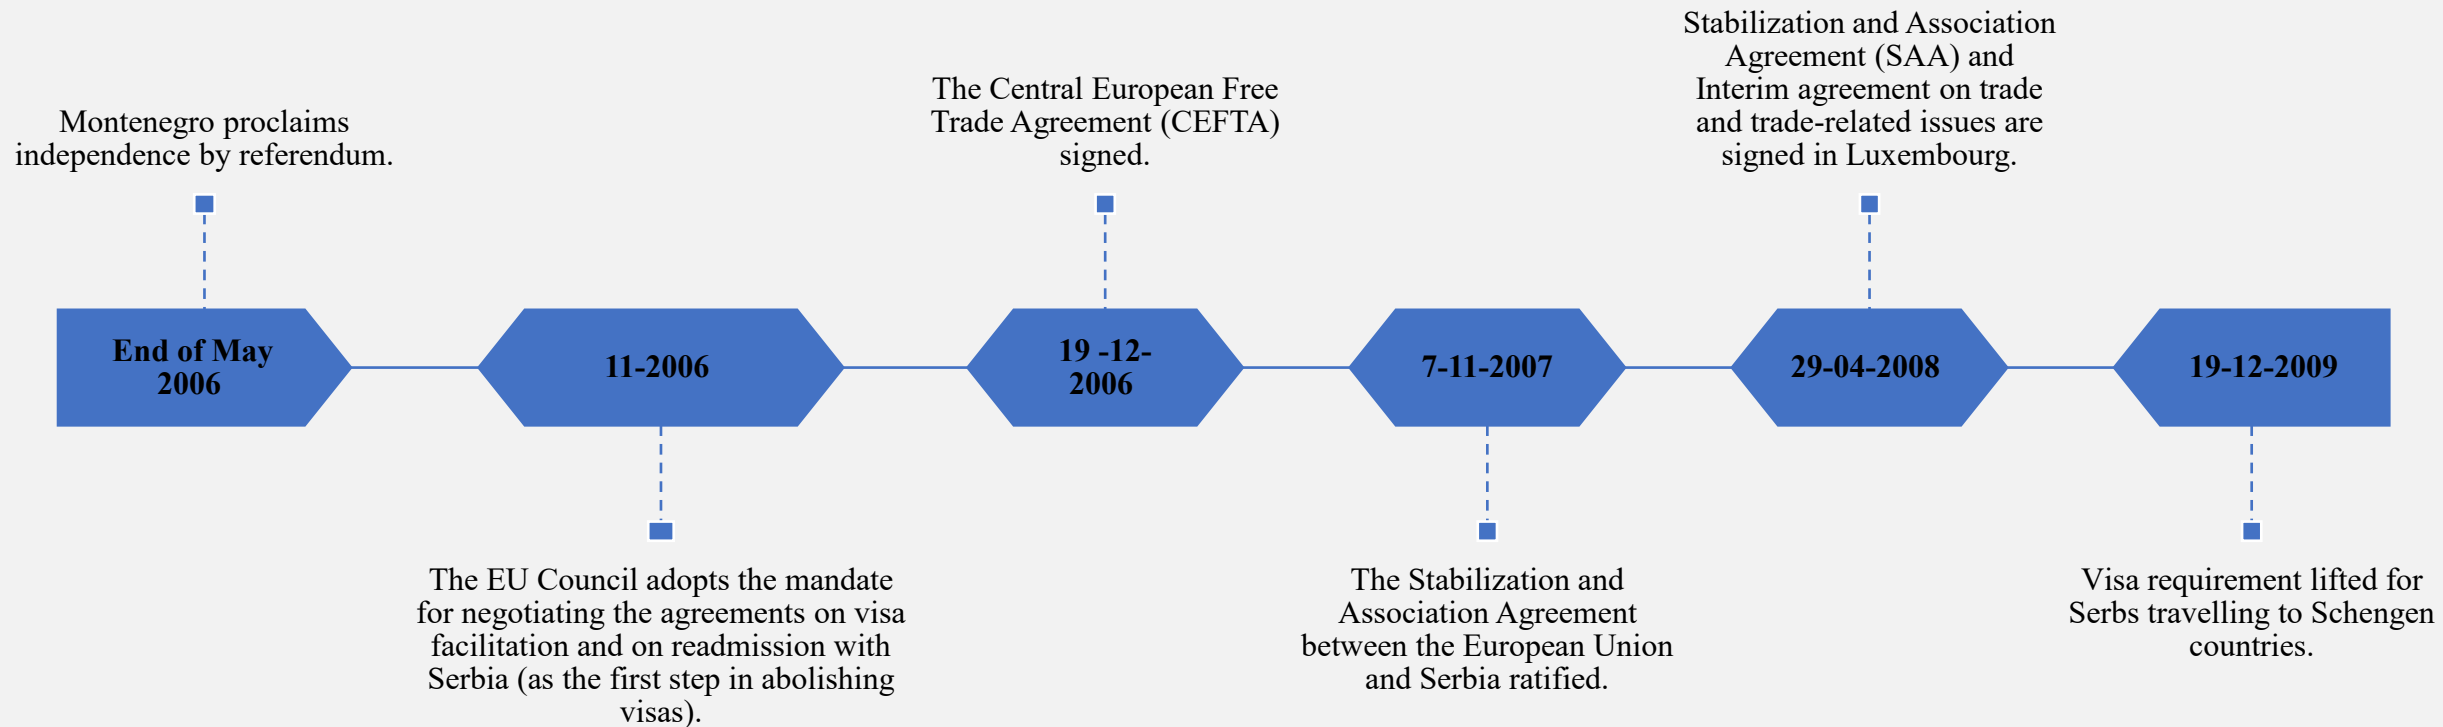 Montenegro proclaims
independence by referendum.
End of May
2006
11-2006
The EU Council adopts the mandate
for negotiating the agreements on visa
facilitation and on readmission with
Serbia (as the first step in abolishing
visas).
The Central European Free
Trade Agreement (CEFTA)
signed.
19 -12-
2006
7-11-2007
The Stabilization and
Association Agreement
between the European Union
and Serbia ratified.
Stabilization and Association
Agreement (SAA) and
Interim agreement on trade
and trade-related issues are
signed in Luxembourg.
29-04-2008
19-12-2009
Visa requirement lifted for
Serbs travelling to Schengen
countries.